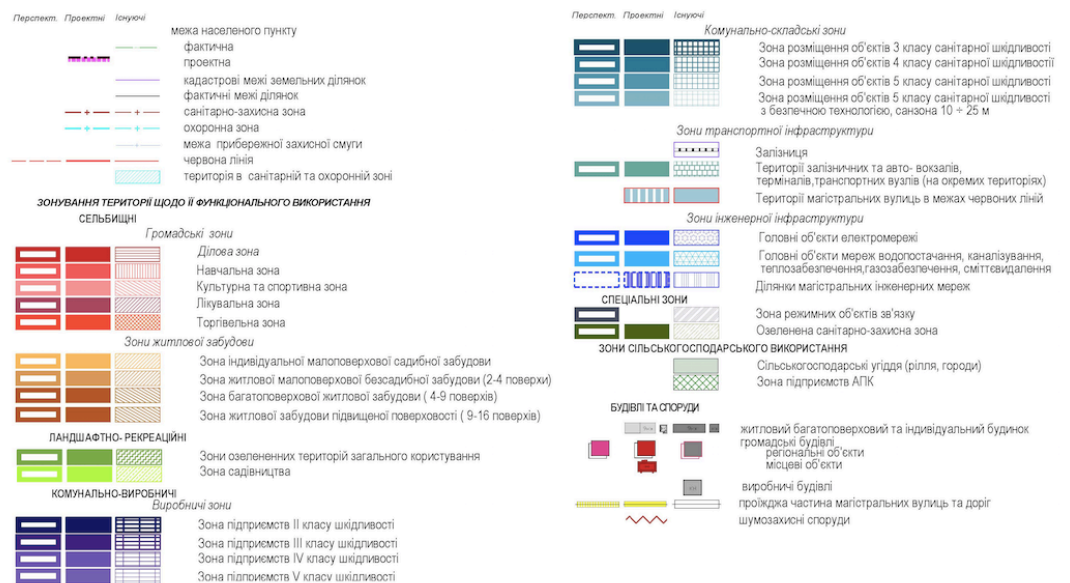 Перспект. Проектні Існуючі
межа населеного пункту
фактична
проектна
кадастрові межі земельних ділянок
фактичні межі ділянок
санітарно-захисна зона
охоронна зона
межа прибережної захисної смуги
червона лінія
територія в санітарній та охоронній зоні
ЗОНУВАННЯ ТЕРИТОРІЇ ЩОДО ЇЇ ФУНКЦІОНАЛЬНОГО ВИКОРИСТАННЯ
СЕЛЬБИЩНІ
Громадські зони
Ділова зона
Навчальна зона
Культурна та спортивна зона
Лікувальна зона
Торгівельна зона
Зони житлової забудови
Зона індивідуальної малоповерхової садибної забудови
Зона житлової малоповерхової безсадибної забудови (2-4 поверхи)
Зона багатоповерхової житлової забудови ( 4-9 поверхів)
Зона житлової забудови підвищеної поверховості ( 9-16 поверхів)
ЛАНДШАФТНО- РЕКРЕАЦІЙНІ
Зони озеленених територій загального користування
Зона садівництва
КОМУНАЛЬНО-ВИРОБНИЧІ
Виробничі зони
Зона підприємств II класу шкідливості
Зона підприємств III класу шкідливості
Зона підприємств IV класу шкідливості
Зона підприємств V класу шкідливості
Перспект. Проектні Існуючі
Комунально-складські зони
Зона розміщення об'єктів 3 класу санітарної шкідливості
Зона розміщення об'єктів 4 класу санітарної шкідливостії
Зона розміщення об'єктів 5 класу санітарної шкідливості
Зона розміщення об'єктів 5 класу санітарної шкідливості
з безпечною технологією, санзона 10 ÷ 25 м
Зони транспортної інфраструктури
Залізниця
Території залізничних та авто- вокзалів,
терміналів,транспортних вузлів (на окремих територіях)
Території магістральних вулиць в межах червоних ліній
Зони інженерної інфраструктури
Головні об'єкти електромережі
Головні об'єкти мереж водопостачання, каналізування,
теплозабезпечення,газозабезпечення, сміттєвидалення
Ділянки магістральних інженерних мереж
СПЕЦІАЛЬНІ ЗОНИ
Зона режимних об'єктів зв'язку
Озеленена санітарно-захисна зона
ЗОНИ СІЛЬСЬКОГОСПОДАРСЬКОГО ВИКОРИСТАННЯ
Сільськогосподарські угіддя (рілля, городи)
Зона підприємств АПК
БУДІВЛІ ТА СПОРУДИ
житловий багатоповерховий та індивідуальний будинок
громадські будівлі
регіональні об'єкти
місцеві об'єкти
виробничі будівлі
проїжджа частина магістральних вулиць та доріг
шумозахисні споруди